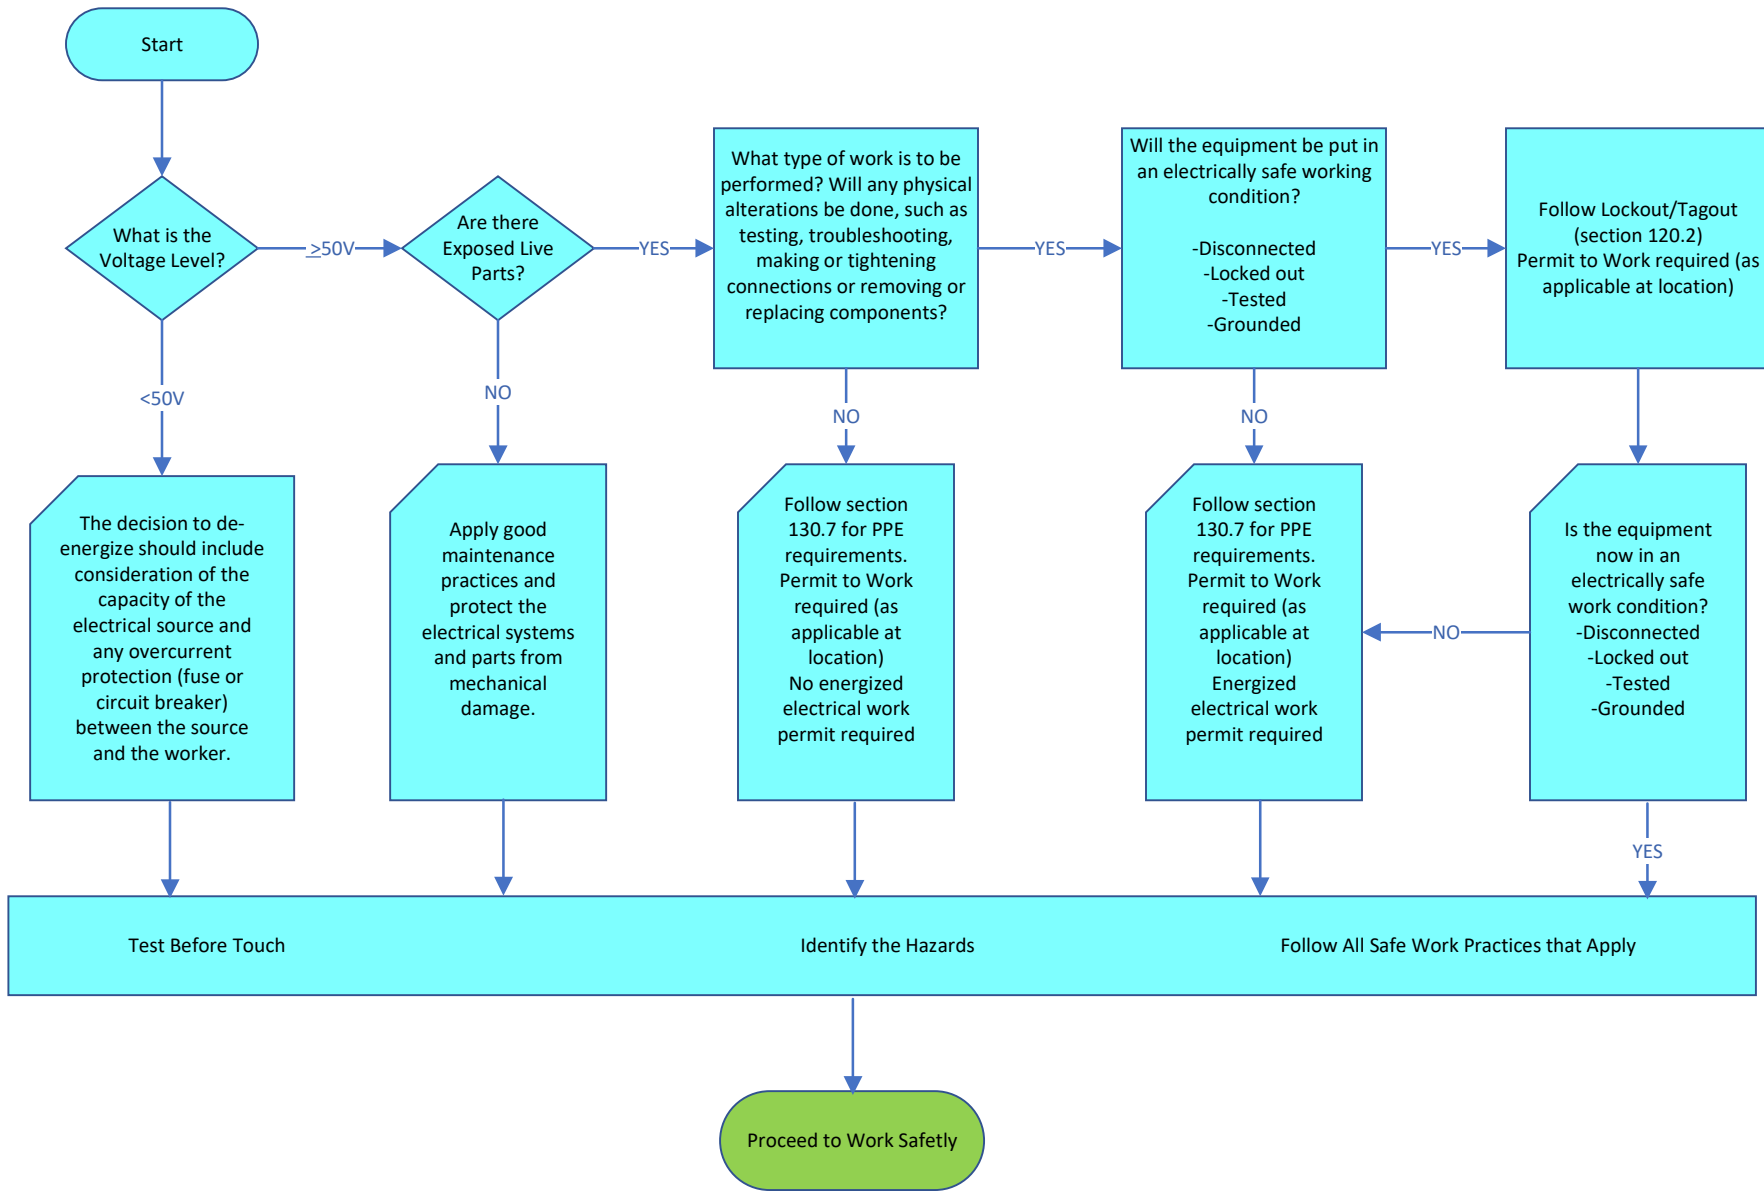 Start
What is the
Voltage Level?
≥50V
Are there
Exposed Live
Parts?
YES
What type of work is to be
performed? Will any physical
alterations be done, such as
testing, troubleshooting,
making or tightening
connections or removing or
replacing components?
YES
Will the equipment be put in
an electrically safe working
condition?
-Disconnected
-Locked out
-Tested
-Grounded
YES
Follow Lockout/Tagout
(section 120.2)
Permit to Work required (as
applicable at location)
<50V
NO
NO
NO
The decision to de-
energize should include
consideration of the
capacity of the
electrical source and
any overcurrent
protection (fuse or
circuit breaker)
between the source
and the worker.
Apply good
maintenance
practices and
protect the
electrical systems
and parts from
mechanical
damage.
Follow section
130.7 for PPE
requirements.
Permit to Work
required (as
applicable at
location)
No energized
electrical work
permit required
Follow section
130.7 for PPE
requirements.
Permit to Work
required (as
applicable at
location)
Energized
electrical work
permit required
NO
Is the equipment
now in an
electrically safe
work condition?
-Disconnected
-Locked out
-Tested
-Grounded
YES
Test Before Touch
Identify the Hazards
Follow All Safe Work Practices that Apply
Proceed to Work Safetly